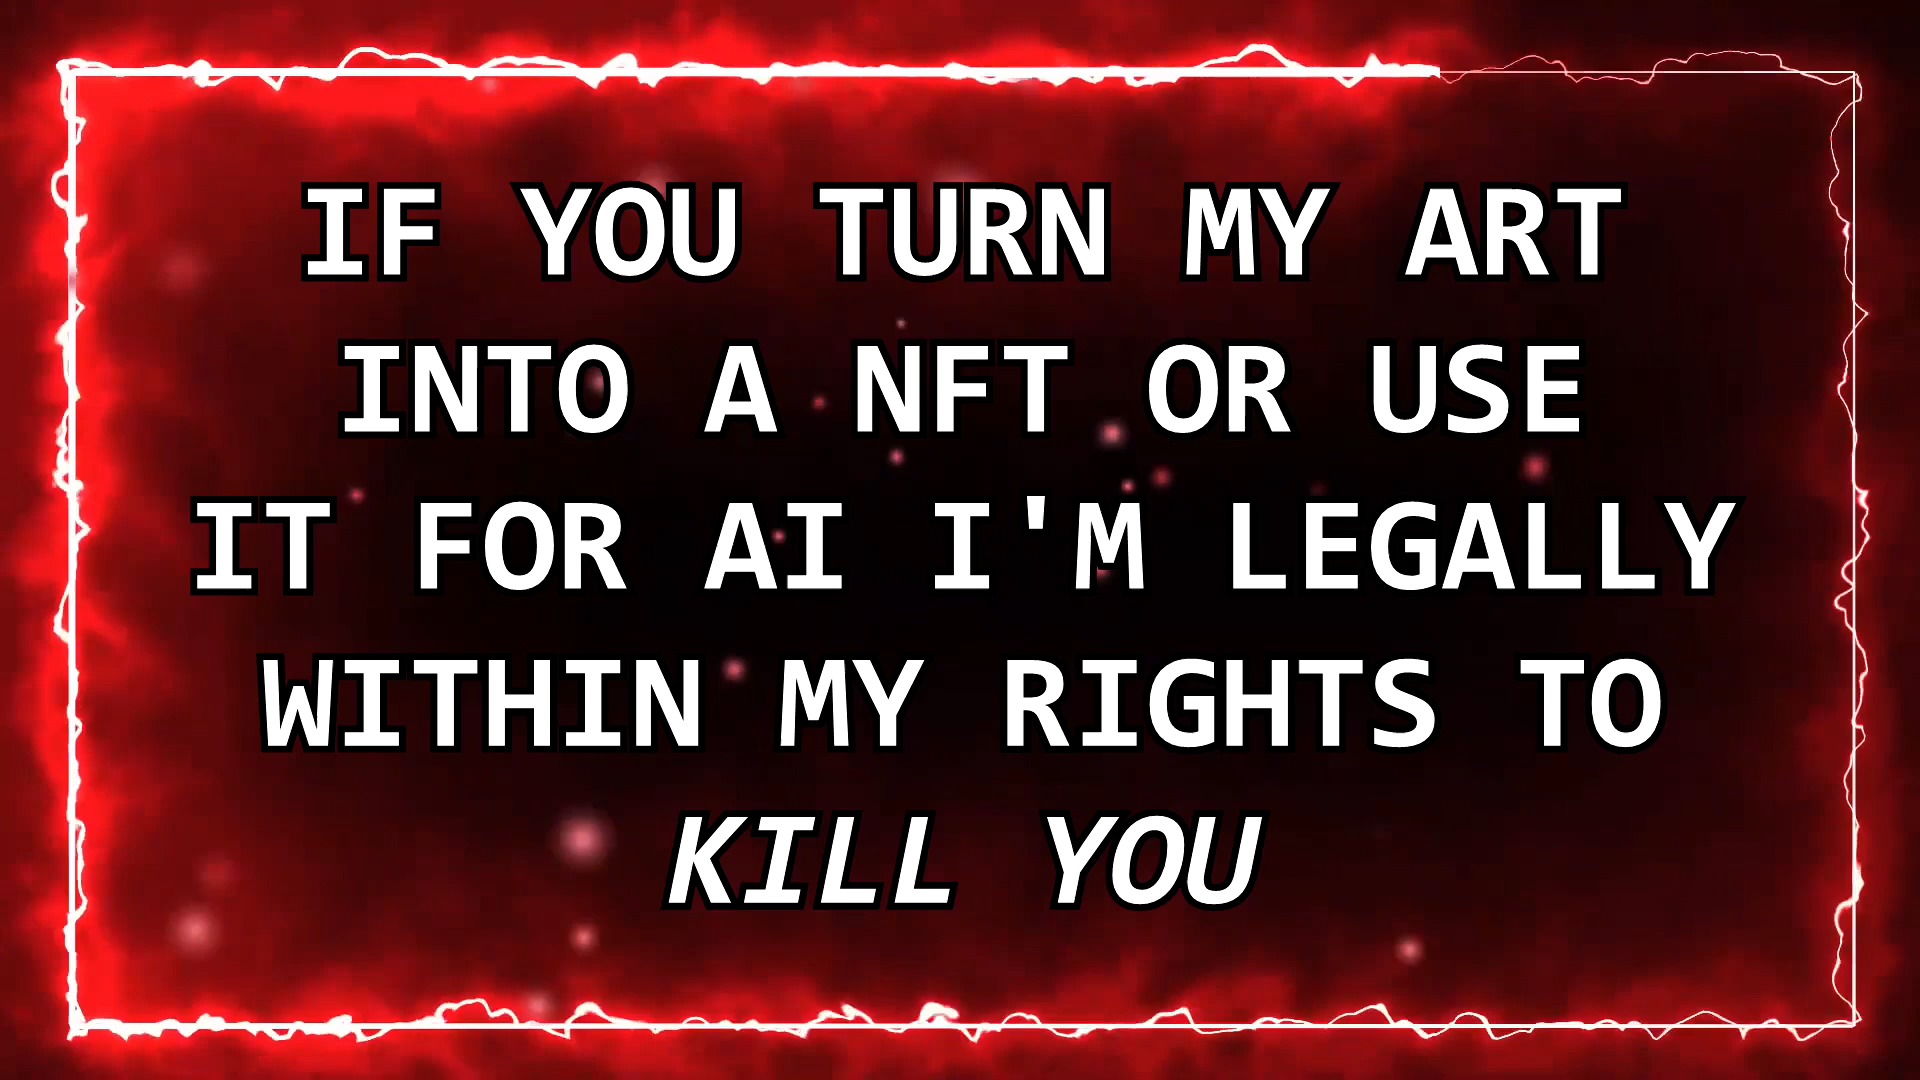 IF YOU TURN MY ART
INTO A NFT OR USE
IT FOR AI I'M LEGALLY
WITHIN MY RIGHTS TO
KILL YOU